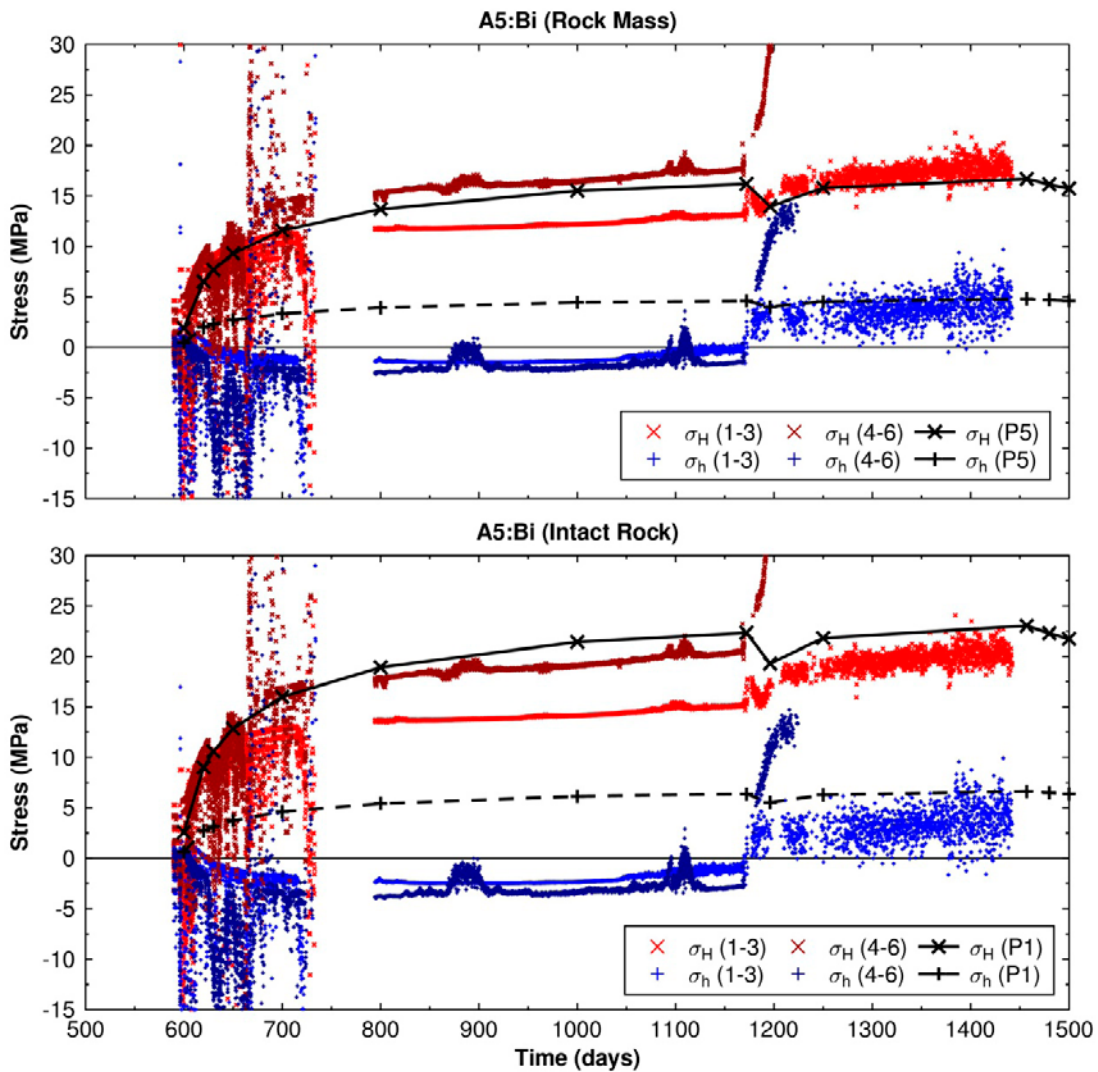 A5:Bi (Rock Mass)
30
25
20
15
10
5
0
-5
-10
-15
Stress (MPa)
σH (1-3) σH (4-6) σH (P5)
σh (1-3) σh (4-6) σh (P5)
A5:Bi (Intact Rock)
30
25
20
15
10
5
0
-5
-10
-15
Stress (MPa)
σH (1-3) σH (4-6) σH (P1)
σh (1-3) σh (4-6) σh (P1)
500 600 700 800 900 1000 1100 1200 1300 1400 1500
Time (days)